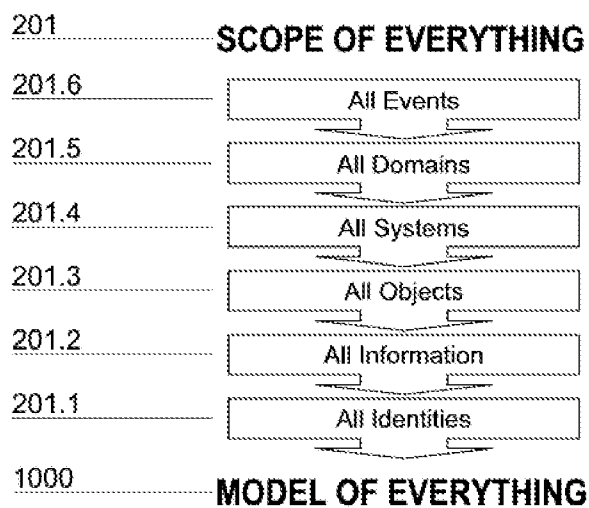 201 SCOPE OF EVERYTHING
201.6 All Events
201.5 All Domains
201.4 All Systems
201.3 All Objects
201.2 All Information
201.1 All Identities
1000 MODEL OF EVERYTHING